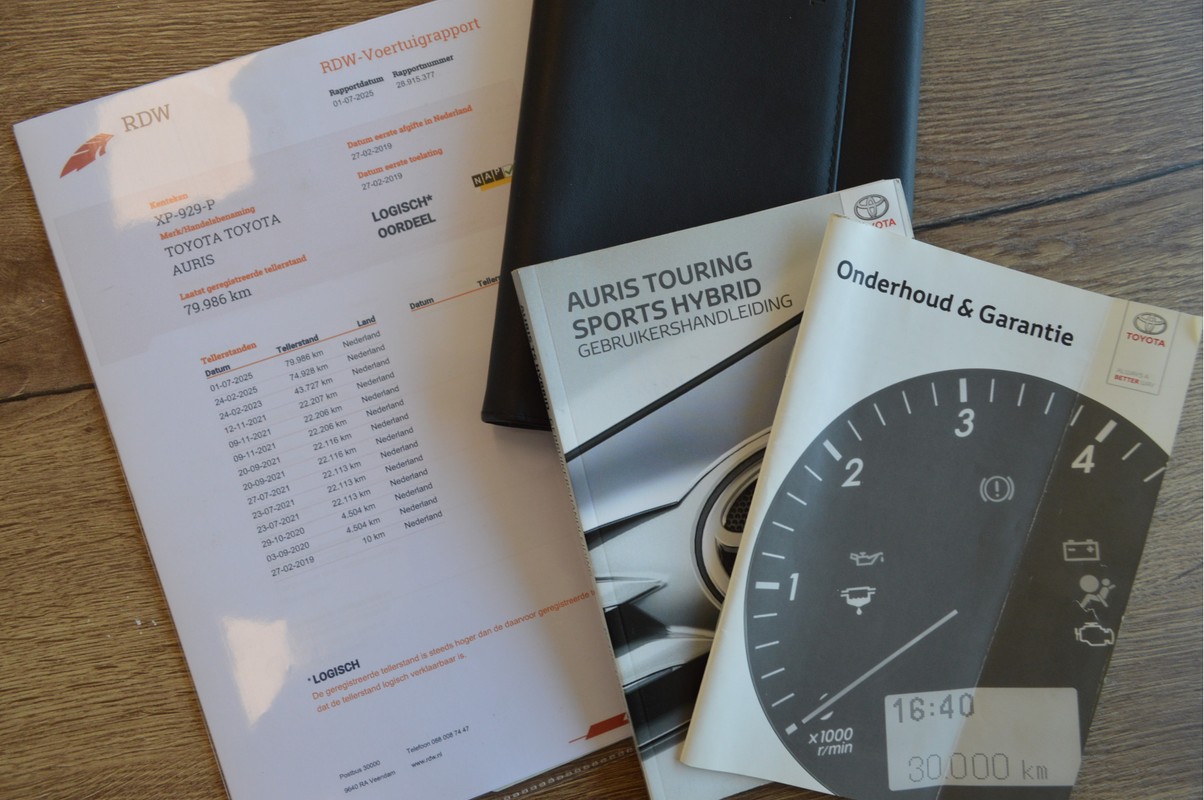 RDW
RDW-Voertuigrapport
Rapportdatum Rapportnummer
01-07-2025 28.915.377
Datum eerste afgifte in Nederland
27-02-2019
Datum eerste toelating
27-02-2019
NAP
LOGISCH*
OORDEEL
Kenteken
XP-929-P
Merk/Handelsbenaming
TOYOTA TOYOTA
AURIS
Laatst geregistreerde tellerstand
79.986 km
Tellerstanden
Datum Tellerstand Land
01-07-2025 79.986 km Nederland
24-02-2025 74.928 km Nederland
24-02-2023 43.727 km Nederland
12-11-2021 22.207 km Nederland
09-11-2021 22.206 km Nederland
09-11-2021 22.206 km Nederland
20-09-2021 22.116 km Nederland
20-09-2021 22.116 km Nederland
27-07-2021 22.113 km Nederland
23-07-2021 22.113 km Nederland
23-07-2021 22.113 km Nederland
29-10-2020 4.504 km Nederland
03-09-2020 4.504 km Nederland
27-02-2019 10 km Nederland
Datum
*LOGISCH
De geregistreerde tellerstand is steeds hoger dan de daarvoor geregistreerde
dat de tellerstand logisch verklaarbaar is.
Postbus 30000
9640 RA Veendam
Telefoon 088 008 74 47
www.rdw.nl
AURIS TOURING
SPORTS HYBRID
GEBRUIKERSHANDLEIDING
Onderhoud & Garantie
TOYOTA
ALWAYS A
BETTER WAY
1
2
3
4
x1000
r/min
16:40
30.000 km